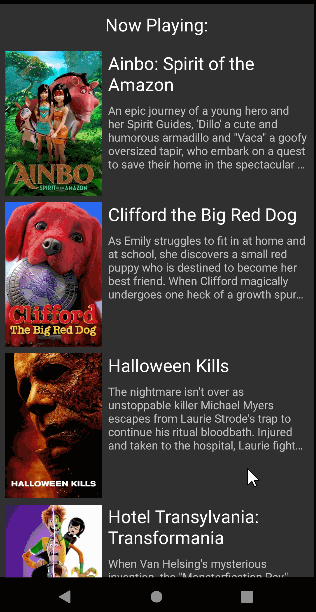 Now Playing:
Ainbo: Spirit of the
Amazon
An epic journey of a young hero and
her Spirit Guides, 'Dillo' a cute and
humorous armadillo and "Vaca" a goofy
oversized tapir, who embark on a quest
to save their home in the spectacular ...
AINBO
SPIRIT OF THE AMAZON
Clifford the Big Red Dog
As Emily struggles to fit in at home and
at school, she discovers a small red
puppy who is destined to become her
best friend. When Clifford magically
undergoes one heck of a growth spur...
Clifford
The Big Red Dog
Halloween Kills
The nightmare isn't over as
unstoppable killer Michael Myers
escapes from Laurie Strode's trap to
continue his ritual bloodbath. Injured
and taken to the hospital, Laurie fight...
HALLOWEEN KILLS
Hotel Transylvania:
Transformania
When Van Helsing's mysterious
invention, the "Monsterfication Ray",